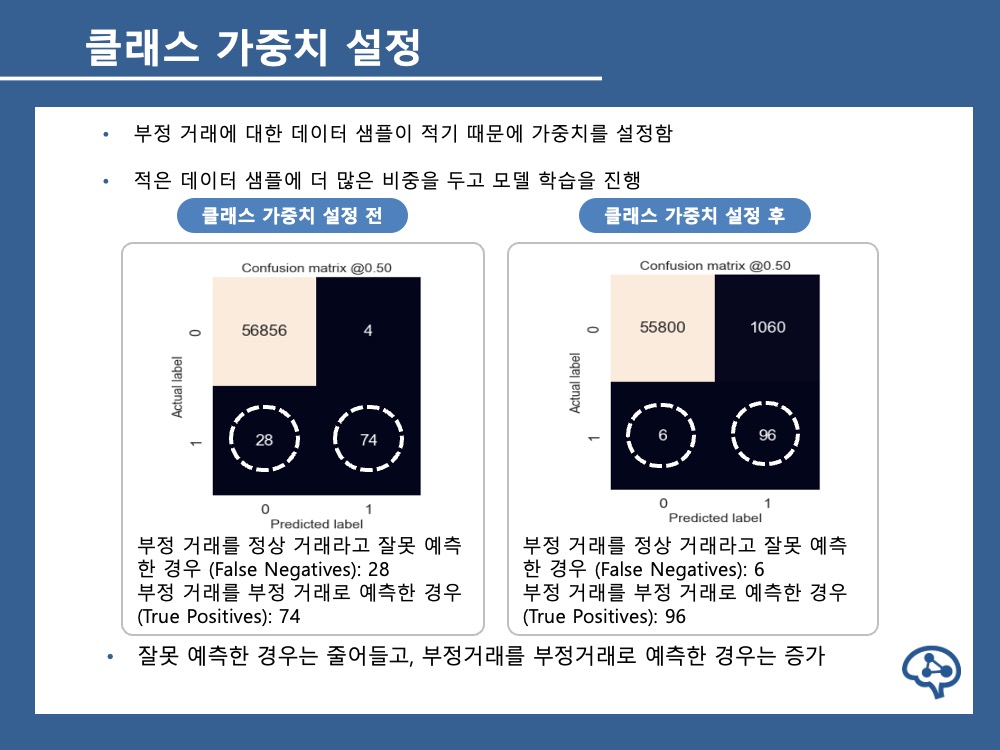 클래스 가중치 설정
• 부정 거래에 대한 데이터 샘플이 적기 때문에 가중치를 설정함
• 적은 데이터 샘플에 더 많은 비중을 두고 모델 학습을 진행
클래스 가중치 설정 전
Confusion matrix @0.50
56856 4
28 74
0
1
Actual label
0 1
Predicted label
부정 거래를 정상 거래라고 잘못 예측
한 경우 (False Negatives): 28
부정 거래를 부정 거래로 예측한 경우
(True Positives): 74
클래스 가중치 설정 후
Confusion matrix @0.50
55800 1060
6 96
0
1
Actual label
0 1
Predicted label
부정 거래를 정상 거래라고 잘못 예측
한 경우 (False Negatives): 6
부정 거래를 부정 거래로 예측한 경우
(True Positives): 96
• 잘못 예측한 경우는 줄어들고, 부정거래를 부정거래로 예측한 경우는 증가